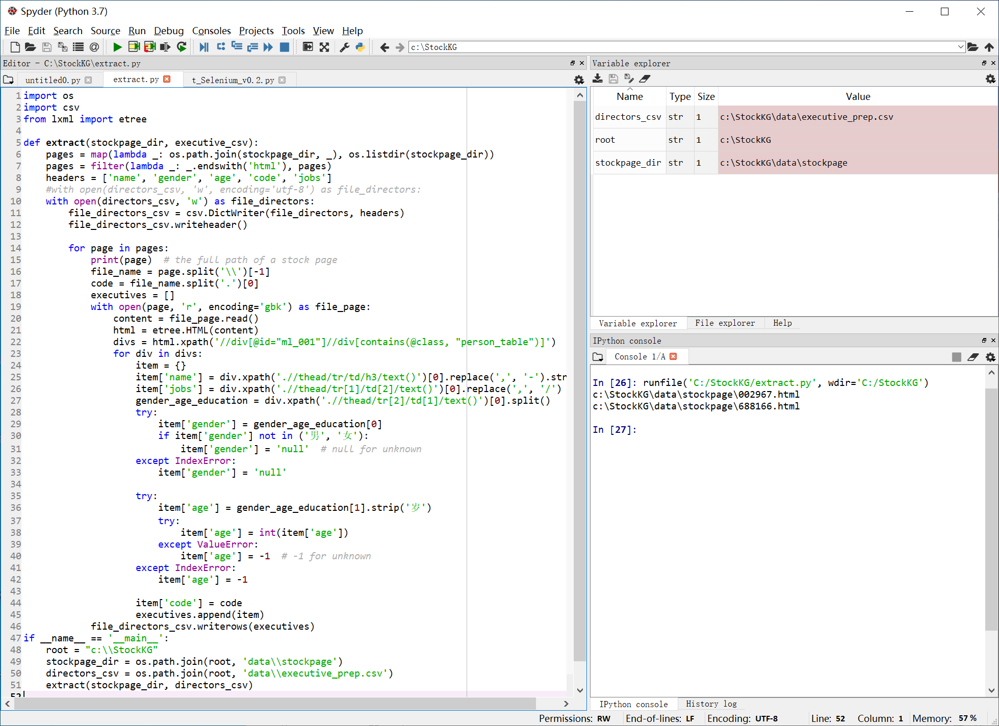 Spyder (Python 3.7)
File Edit Search Source Run Debug Consoles Projects Tools View Help
c:\StockKG
Editor - C:\StockKG\extract.py
untitled0.py extract.py t_Selenium_v0.2.py
1 import os
2 import csv
3 from lxml import etree
4
5 def extract(stockpage_dir, executive_csv):
6     pages = map(lambda _: os.path.join(stockpage_dir, _), os.listdir(stockpage_dir))
7     pages = filter(lambda _: _.endswith('html'), pages)
8     headers = ['name', 'gender', 'age', 'code', 'jobs']
9     #with open(directors_csv, 'w', encoding='utf-8') as file_directors:
10     with open(directors_csv, 'w') as file_directors:
11         file_directors_csv = csv.DictWriter(file_directors, headers)
12         file_directors_csv.writeheader()
13
14         for page in pages:
15             print(page)  # the full path of a stock page
16             file_name = page.split('\\')[-1]
17             code = file_name.split('.')[0]
18             executives = []
19             with open(page, 'r', encoding='gbk') as file_page:
20                 content = file_page.read()
21                 html = etree.HTML(content)
22                 divs = html.xpath('//div[@id="ml_001"]//div[contains(@class, "person_table")]')
23                 for div in divs:
24                     item = {}
25                     item['name'] = div.xpath('.//thead/tr/td/h3/text()')[0].replace(',', '-').str
26                     item['jobs'] = div.xpath('.//thead/tr[1]/td[2]/text()')[0].replace(',', '/')
27                     gender_age_education = div.xpath('.//thead/tr[2]/td[1]/text()')[0].split()
28                     try:
29                         item['gender'] = gender_age_education[0]
30                         if item['gender'] not in ('男', '女'):
31                             item['gender'] = 'null'  # null for unknown
32                     except IndexError:
33                         item['gender'] = 'null'
34
35                     try:
36                         item['age'] = gender_age_education[1].strip('岁')
37                         try:
38                             item['age'] = int(item['age'])
39                         except ValueError:
40                             item['age'] = -1  # -1 for unknown
41                     except IndexError:
42                         item['age'] = -1
43
44                     item['code'] = code
45                     executives.append(item)
46             file_directors_csv.writerows(executives)
47 if __name__ == '__main__':
48     root = "c:\\StockKG"
49     stockpage_dir = os.path.join(root, 'data\\stockpage')
50     directors_csv = os.path.join(root, 'data\\executive_prep.csv')
51     extract(stockpage_dir, directors_csv)
52
Variable explorer
Name Type Size Value
directors_csv str 1 c:\StockKG\data\executive_prep.csv
root str 1 c:\StockKG
stockpage_dir str 1 c:\StockKG\data\stockpage
Variable explorer File explorer Help
IPython console
Console 1/A
In [26]: runfile('C:/StockKG/extract.py', wdir='C:/StockKG')
c:\StockKG\data\stockpage\002967.html
c:\StockKG\data\stockpage\688166.html
In [27]:
IPython console History log
Permissions: RW End-of-lines: LF Encoding: UTF-8 Line: 52 Column: 1 Memory: 57 %